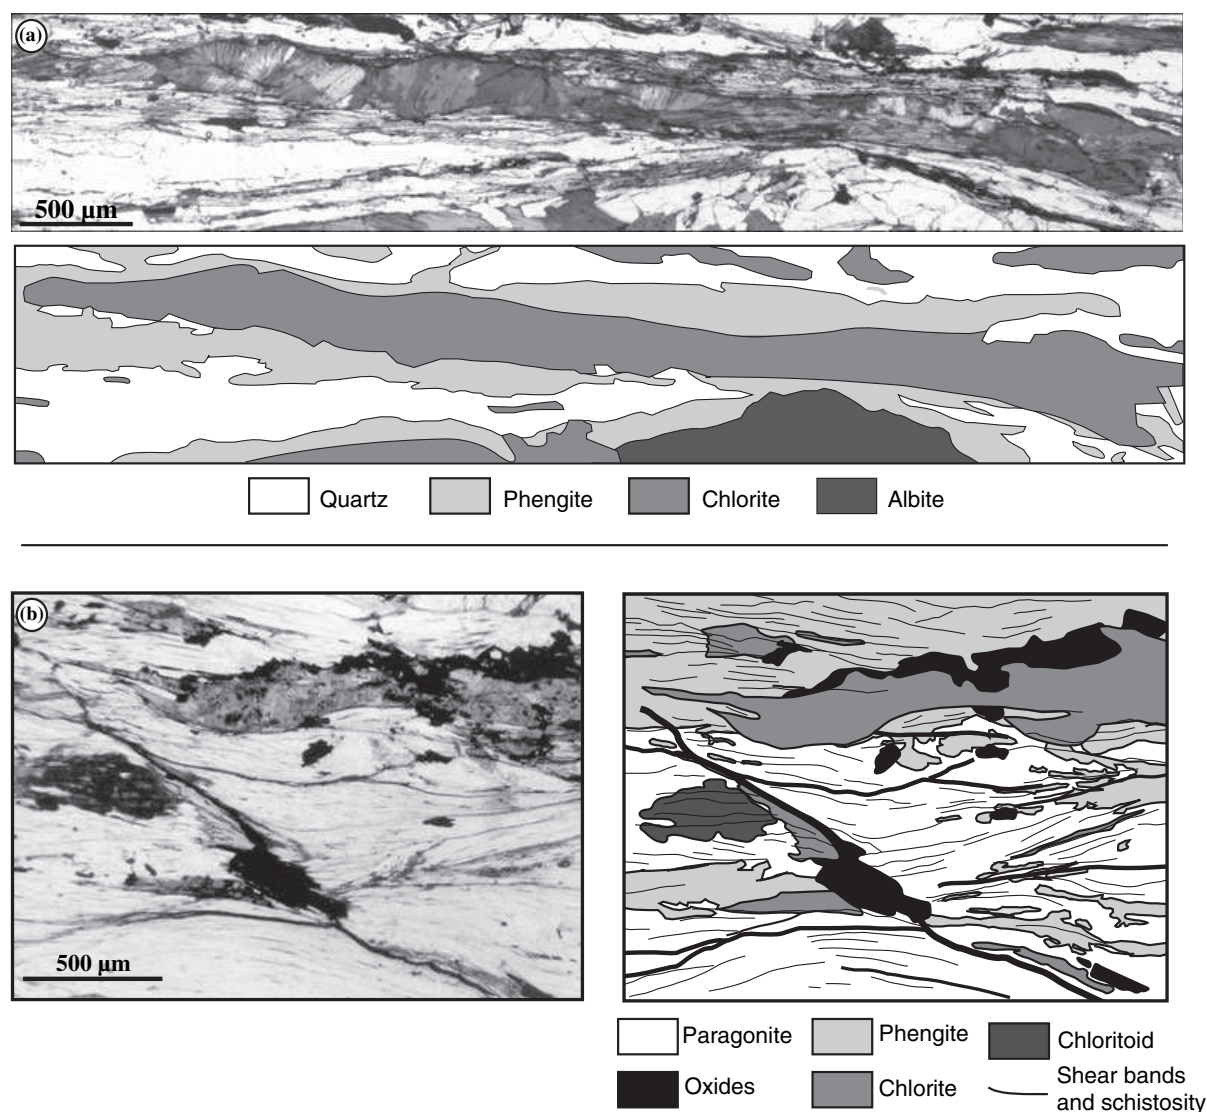 (a)
500 µm
Quartz Phengite Chlorite Albite
(b)
500 µm
Paragonite Phengite Chloritoid
Oxides Chlorite Shear bands
and schistosity